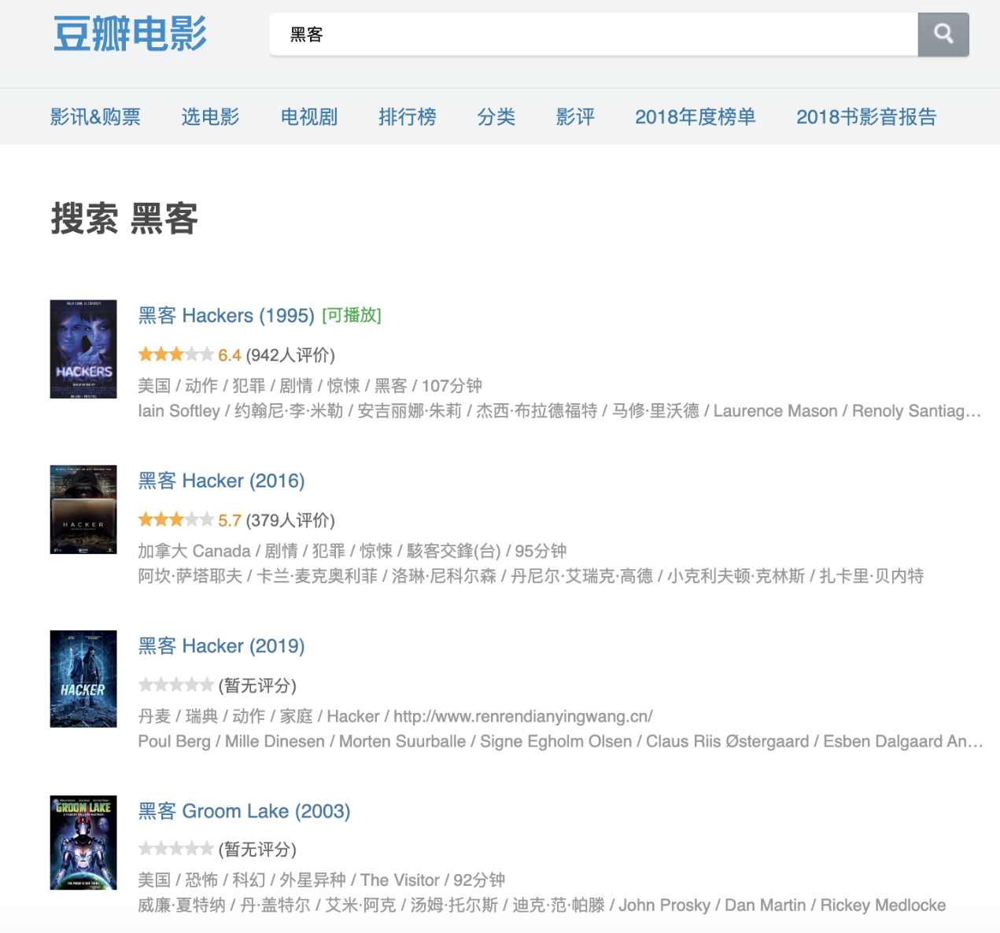 豆瓣电影
黑客
影讯&购票 选电影 电视剧 排行榜 分类 影评 2018年度榜单 2018书影音报告
搜索 黑客
HACKERS
黑客 Hackers (1995) [可播放]
6.4 (942人评价)
美国 / 动作 / 犯罪 / 剧情 / 惊悚 / 黑客 / 107分钟
Iain Softley / 约翰尼·李·米勒 / 安吉丽娜·朱莉 / 杰西·布拉德福特 / 马修·里沃德 / Laurence Mason / Renoly Santiag...
HACKER
黑客 Hacker (2016)
5.7 (379人评价)
加拿大 Canada / 剧情 / 犯罪 / 惊悚 / 駭客交鋒(台) / 95分钟
阿坎·萨塔耶夫 / 卡兰·麦克奥利菲 / 洛琳·尼科尔森 / 丹尼尔·艾瑞克·高德 / 小克利夫顿·克林斯 / 扎卡里·贝内特
HACKER
黑客 Hacker (2019)
(暂无评分)
丹麦 / 瑞典 / 动作 / 家庭 / Hacker / http://www.renrendianyingwang.cn/
Poul Berg / Mille Dinesen / Morten Suurballe / Signe Egholm Olsen / Claus Riis Østergaard / Esben Dalgaard An...
GROOM LAKE
黑客 Groom Lake (2003)
(暂无评分)
美国 / 恐怖 / 科幻 / 外星异种 / The Visitor / 92分钟
威廉·夏特纳 / 丹·盖特尔 / 艾米·阿克 / 汤姆·托尔斯 / 迪克·范·帕滕 / John Prosky / Dan Martin / Rickey Medlocke